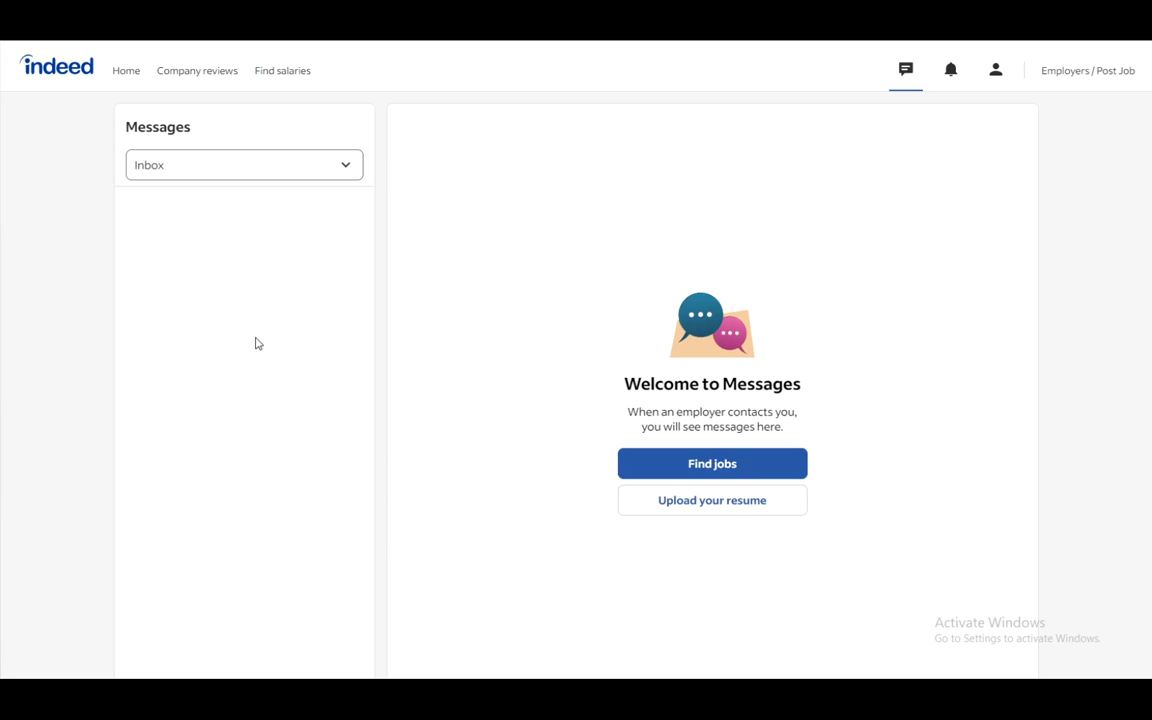 indeed
Home
Company reviews
Find salaries
Employers / Post Job
Messages
Inbox
Welcome to Messages
When an employer contacts you,
you will see messages here.
Find jobs
Upload your resume
Activate Windows
Go to Settings to activate Windows.